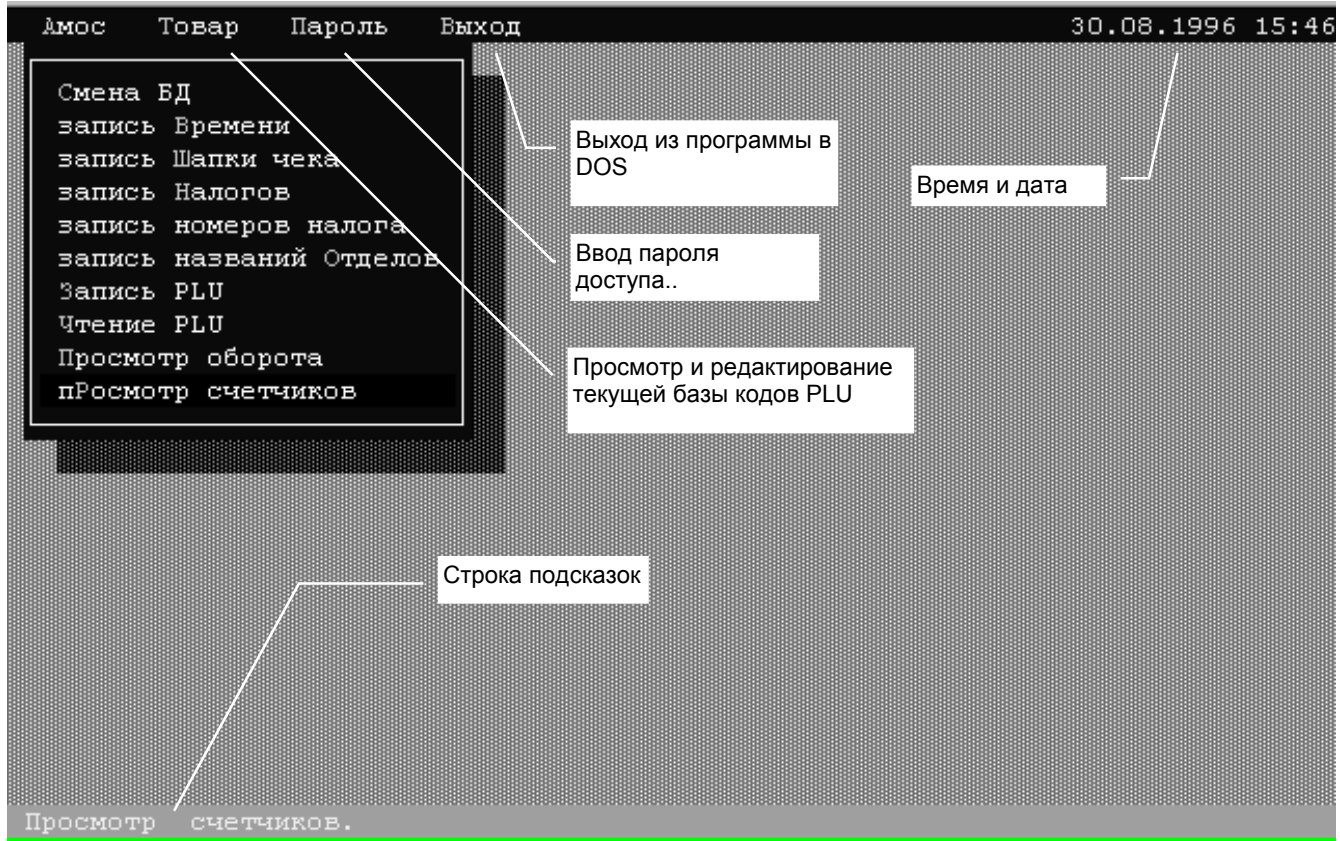 Амос Товар Пароль Выход 30.08.1996 15:46
Смена БД
запись Времени
запись Шапки чека
запись Налогов
запись номеров налога
запись названий Отделов
Запись PLU
Чтение PLU
Просмотр оборота
пРосмотр счетчиков
Выход из программы в
DOS
Время и дата
Ввод пароля
доступа..
Просмотр и редактирование
текущей базы кодов PLU
Строка подсказок
Просмотр счетчиков.